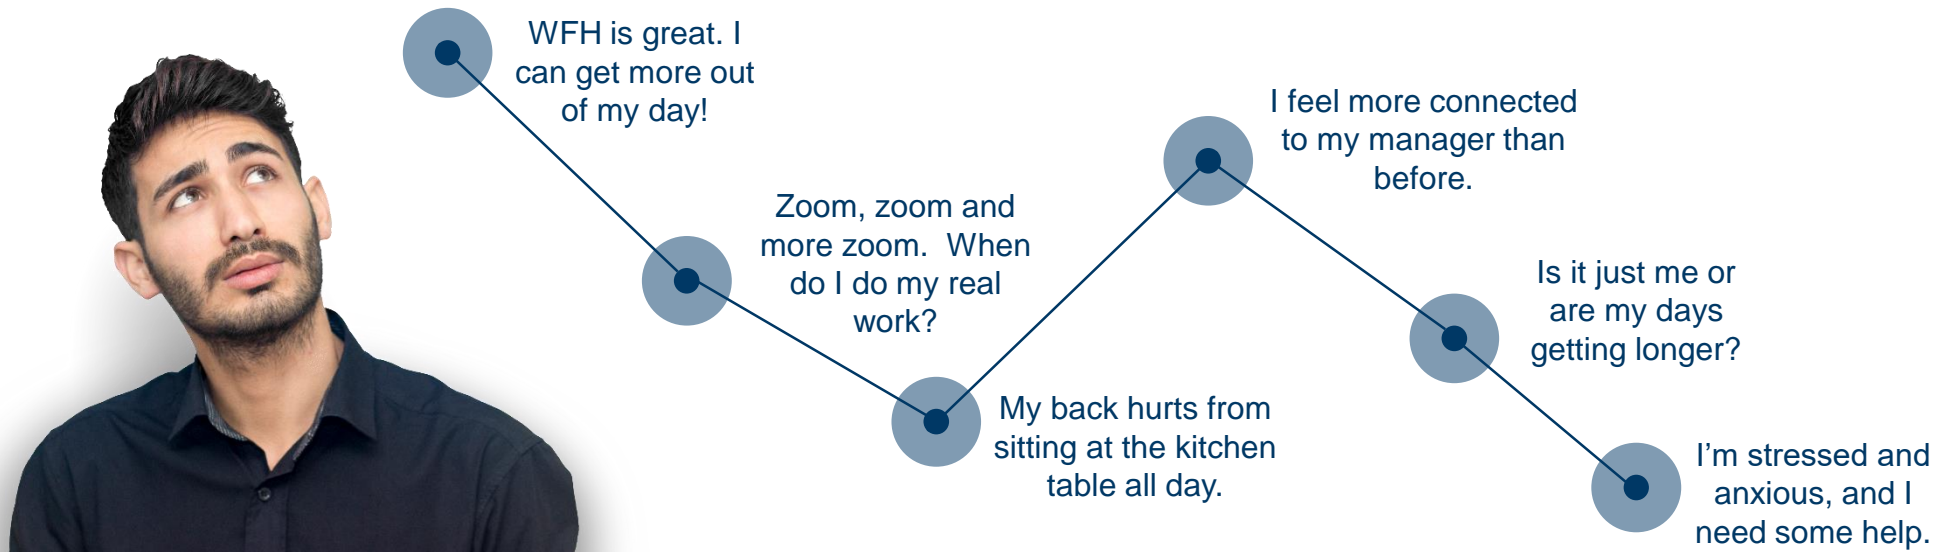 WFH is great. I
can get more out
of my day!
Zoom, zoom and
more zoom.  When
do I do my real
work?
My back hurts from
sitting at the kitchen
table all day.
I feel more connected
to my manager than
before.
Is it just me or
are my days
getting longer?
I’m stressed and
anxious, and I
need some help.